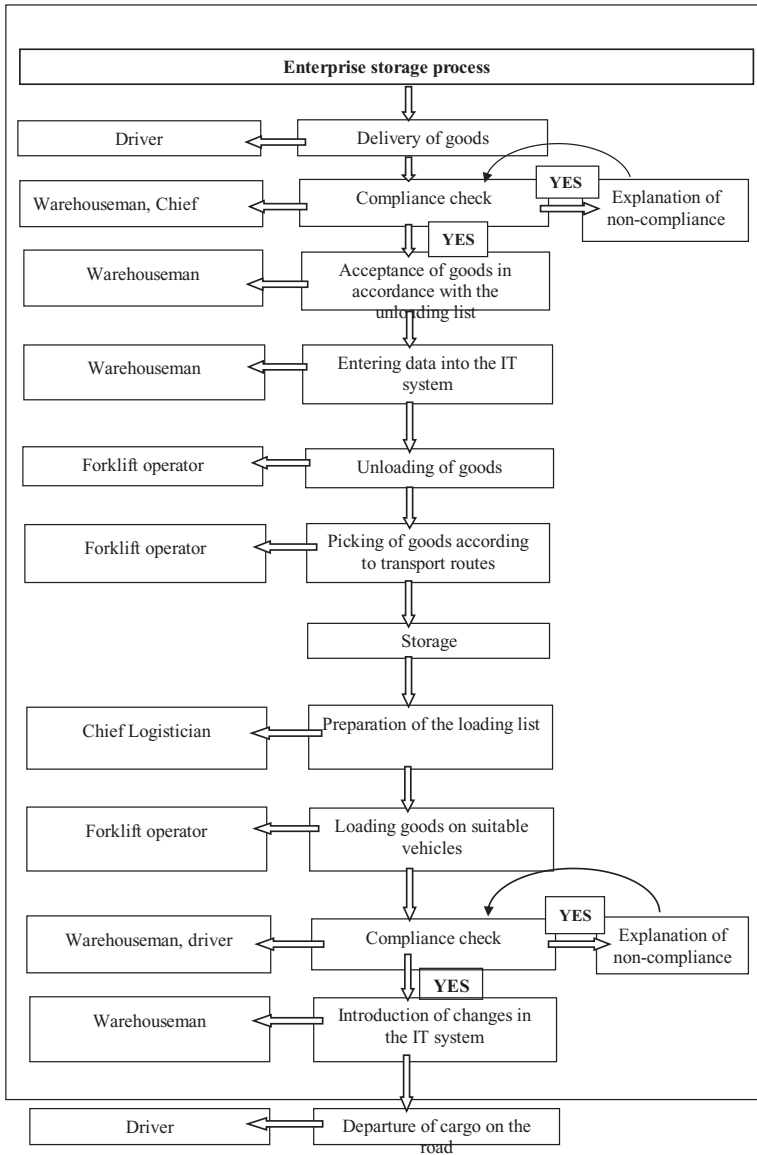 Enterprise storage process
Driver
Delivery of goods
Warehouseman, Chief
Compliance check
YES
Explanation of
non-compliance
YES
Warehouseman
Acceptance of goods in
accordance with the
unloading list
Warehouseman
Entering data into the IT
system
Forklift operator
Unloading of goods
Forklift operator
Picking of goods according
to transport routes
Storage
Chief Logistician
Preparation of the loading list
Forklift operator
Loading goods on suitable
vehicles
Warehouseman, driver
Compliance check
YES
Explanation of
non-compliance
YES
Warehouseman
Introduction of changes in
the IT system
Driver
Departure of cargo on the
road